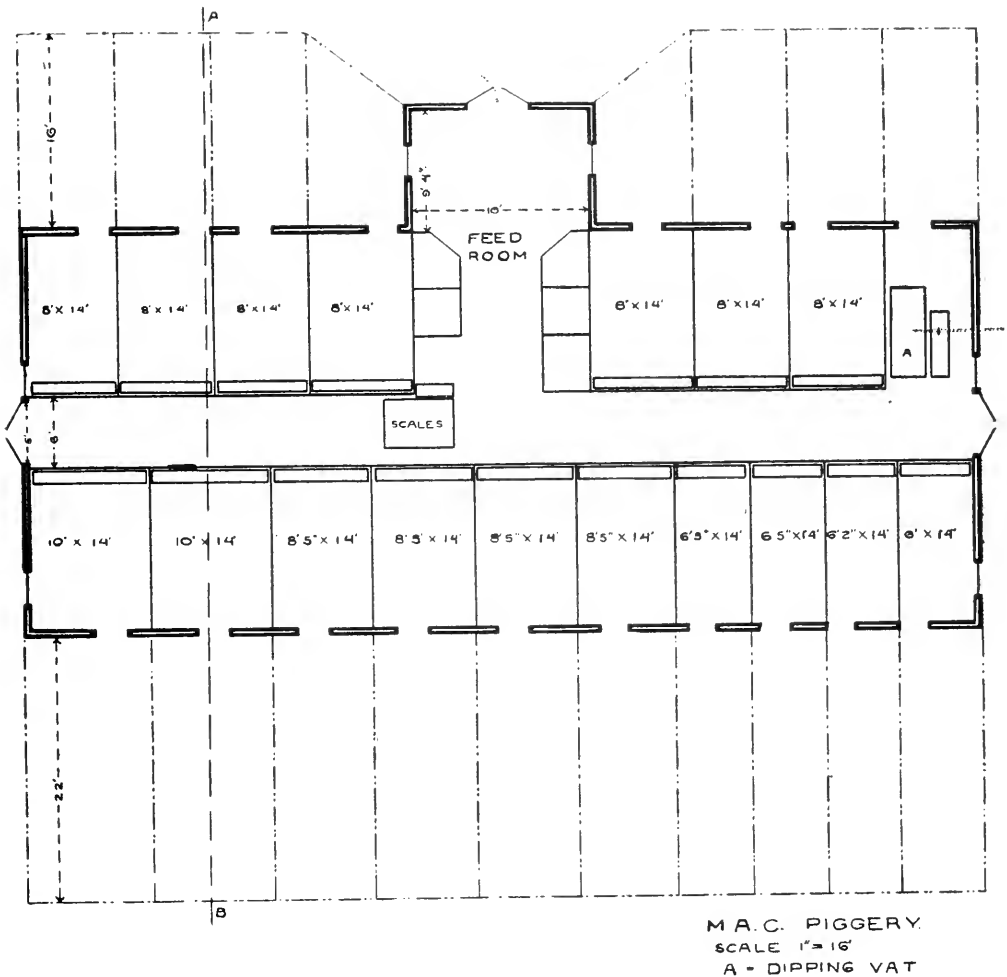 A
16'
9' 4"
10'
FEED
ROOM
8' X 14'
8' X 14'
8' X 14'
8' X 14'
8' X 14'
8' X 14'
8' X 14'
A
6'
6'
SCALES
10' X 14'
10' X 14'
8' 5" X 14'
8' 5" X 14'
8' 5" X 14'
8' 5" X 14'
6' 5" X 14'
6 5" X 14'
6' 2" X 14'
6' X 14'
22'
B
M A.C. PIGGERY.
SCALE 1" = 16'
A = DIPPING VAT